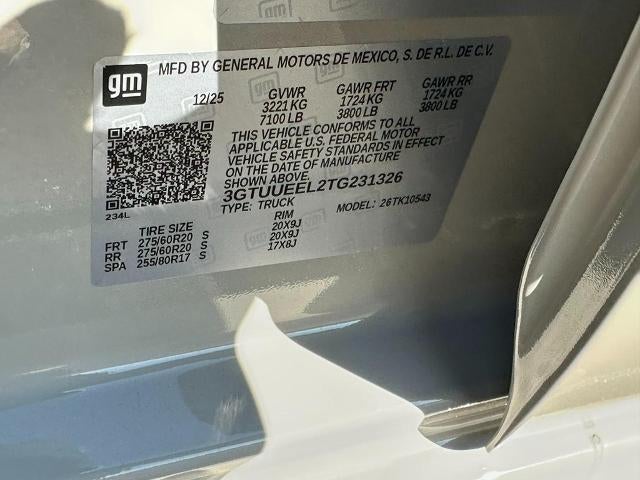 gm
MFD BY GENERAL MOTORS DE MEXICO, S. DE R.L. DE C.V.
12/25 GVWR GAWR FRT GAWR RR
3221 KG 1724 KG 1724 KG
7100 LB 3800 LB 3800 LB
THIS VEHICLE CONFORMS TO ALL
APPLICABLE U.S. FEDERAL MOTOR
VEHICLE SAFETY STANDARDS IN EFFECT
ON THE DATE OF MANUFACTURE
3GTUUEEL2TG231326
234L
TYPE: TRUCK MODEL: 26TK10543
TIRE SIZE RIM
FRT 275/60R20 S 20X9J
RR 275/60R20 S 20X9J
SPA 255/80R17 S 17X8J